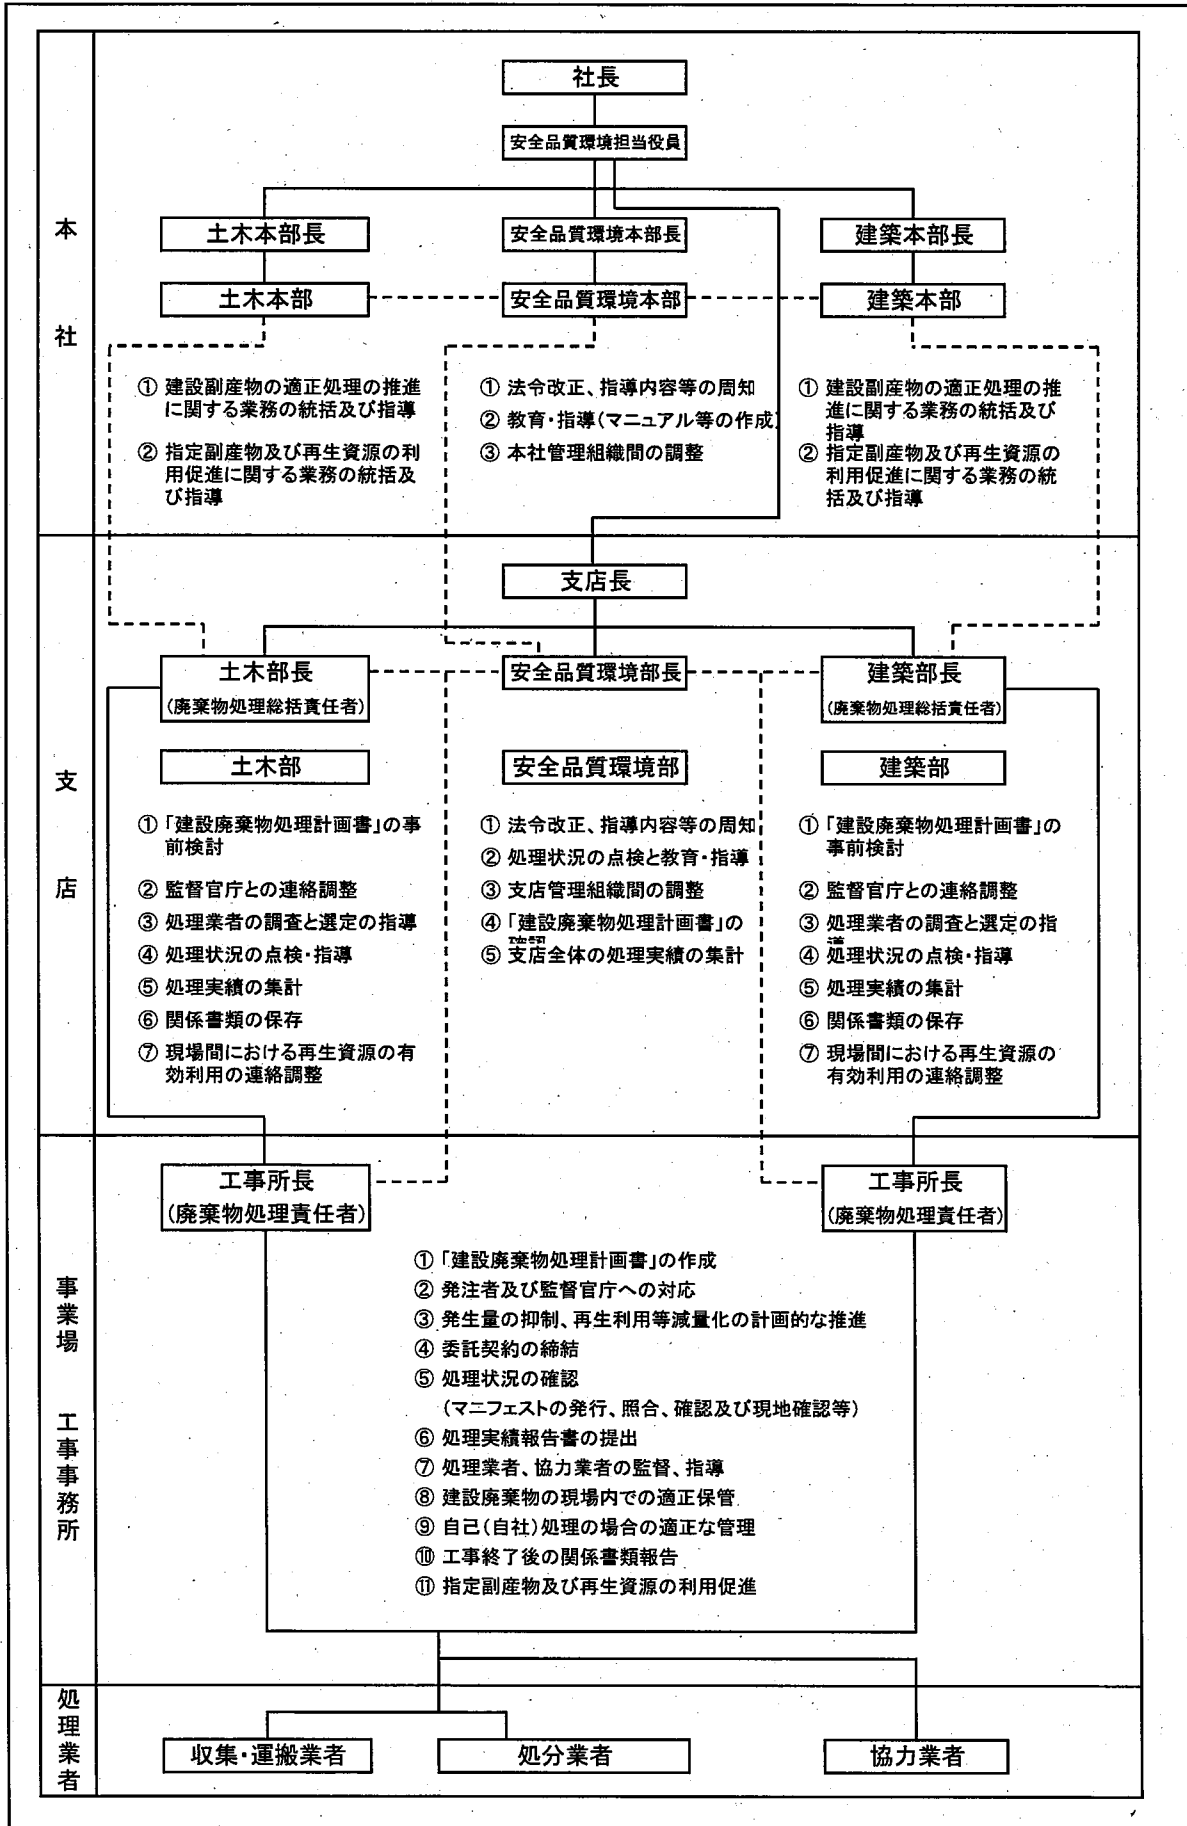 本社
社長
安全品質環境担当役員
土木本部長
安全品質環境本部長
建築本部長
土木本部
安全品質環境本部
建築本部
① 建設副産物の適正処理の推進
に関する業務の統括及び指導
② 指定副産物及び再生資源の利
用促進に関する業務の統括及
び指導
① 法令改正、指導内容等の周知
② 教育・指導(マニュアル等の作成)
③ 本社管理組織間の調整
① 建設副産物の適正処理の推
進に関する業務の統括及び
指導
② 指定副産物及び再生資源の
利用促進に関する業務の統
括及び指導
支店
支店長
土木部長
(廃棄物処理総括責任者)
安全品質環境部長
建築部長
(廃棄物処理総括責任者)
土木部
安全品質環境部
建築部
① 「建設廃棄物処理計画書」の事
前検討
② 監督官庁との連絡調整
③ 処理業者の調査と選定の指導
④ 処理状況の点検・指導
⑤ 処理実績の集計
⑥ 関係書類の保存
⑦ 現場間における再生資源の有
効利用の連絡調整
① 法令改正、指導内容等の周知
② 処理状況の点検と教育・指導
③ 支店管理組織間の調整
④ 「建設廃棄物処理計画書」の
⑤ 支店全体の処理実績の集計
① 「建設廃棄物処理計画書」の
事前検討
② 監督官庁との連絡調整
③ 処理業者の調査と選定の指
④ 処理状況の点検・指導
⑤ 処理実績の集計
⑥ 関係書類の保存
⑦ 現場間における再生資源の
有効利用の連絡調整
事業場 工事事務所
工事所長
(廃棄物処理責任者)
工事所長
(廃棄物処理責任者)
① 「建設廃棄物処理計画書」の作成
② 発注者及び監督官庁への対応
③ 発生量の抑制、再生利用等減量化の計画的な推進
④ 委託契約の締結
⑤ 処理状況の確認
(マニフェストの発行、照合、確認及び現地確認等)
⑥ 処理実績報告書の提出
⑦ 処理業者、協力業者の監督、指導
⑧ 建設廃棄物の現場内での適正保管
⑨ 自己(自社)処理の場合の適正な管理
⑩ 工事終了後の関係書類報告
⑪ 指定副産物及び再生資源の利用促進
処理業者
収集・運搬業者
処分業者
協力業者